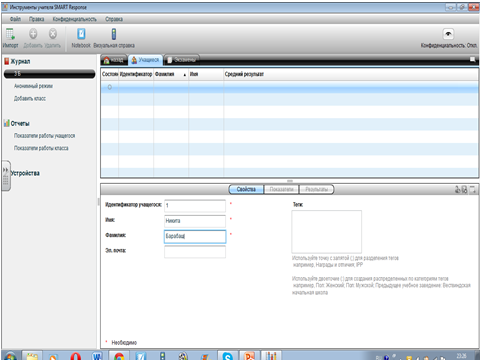 Инструменты учителя SMART Response
Файл Правка Конфиденциальность Справка
Импорт Добавить Удалить Notebook Визуальная справка Конфиденциальность: Откл.
Журнал
3 Б
Анонимный режим
Добавить класс
Отчеты
Показатели работы учащегося
Показатели работы класса
Устройства
Назад Учащиеся Экзамены
Состоян Идентификатор Фамилия Имя Средний результат
Свойства Показатели Результаты
Идентификатор учащегося: 1 *
Имя: Никита *
Фамилия: Барабаш *
Эл. почта:
Теги:
Используйте точку с запятой (;) для разделения тегов
например, Награды и отличия; IPP
Используйте двоеточие (:) для создания распределенных по категориям тегов
например, Пол: Женский; Пол: Мужской; Предыдущее учебное заведение:
начальная школа
* Необходимо
23:26